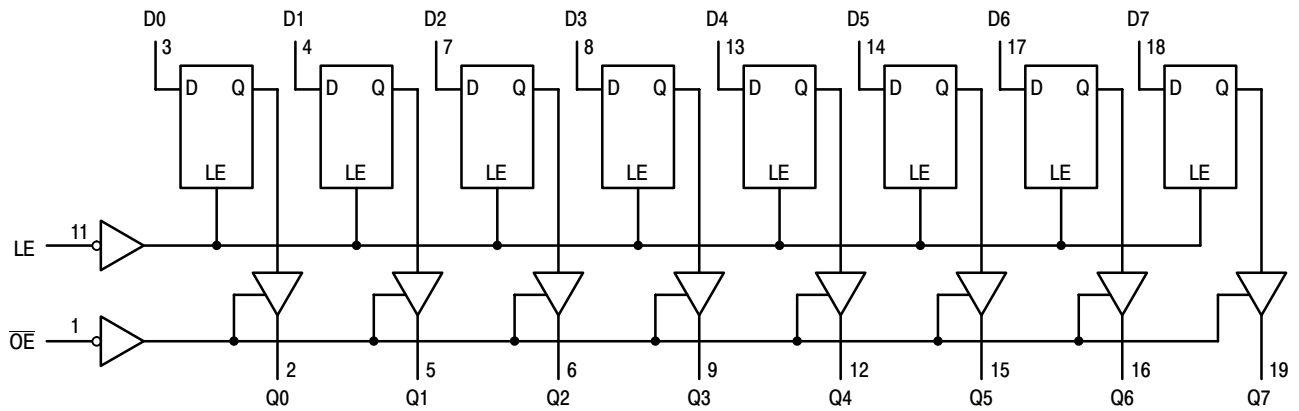 D0 D1 D2 D3 D4 D5 D6 D7
3 4 7 8 13 14 17 18
D Q D Q D Q D Q D Q D Q D Q D Q
LE LE LE LE LE LE LE LE
LE 11
O̅E̅ 1
2 5 6 9 12 15 16 19
Q0 Q1 Q2 Q3 Q4 Q5 Q6 Q7